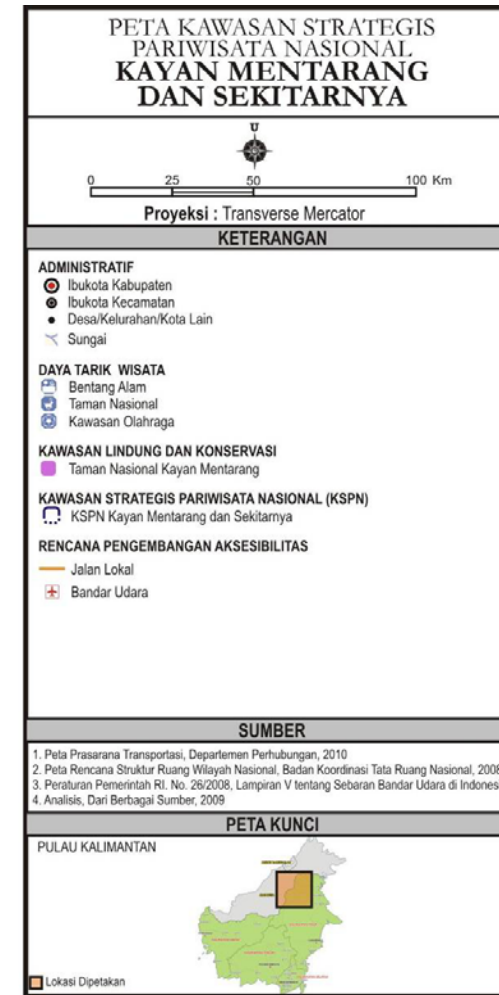 PETA KAWASAN STRATEGIS
PARIWISATA NASIONAL
KAYAN MENTARANG
DAN SEKITARNYA
U
0 25 50 100 Km
Proyeksi : Transverse Mercator
KETERANGAN
ADMINISTRATIF
Ibukota Kabupaten
Ibukota Kecamatan
Desa/Kelurahan/Kota Lain
Sungai
DAYA TARIK WISATA
Bentang Alam
Taman Nasional
Kawasan Olahraga
KAWASAN LINDUNG DAN KONSERVASI
Taman Nasional Kayan Mentarang
KAWASAN STRATEGIS PARIWISATA NASIONAL (KSPN)
KSPN Kayan Mentarang dan Sekitarnya
RENCANA PENGEMBANGAN AKSESIBILITAS
Jalan Lokal
Bandar Udara
SUMBER
1. Peta Prasarana Transportasi, Departemen Perhubungan, 2010
2. Peta Rencana Struktur Ruang Wilayah Nasional, Badan Koordinasi Tata Ruang Nasional, 2008
3. Peraturan Pemerintah RI. No. 26/2008, Lampiran V tentang Sebaran Bandar Udara di Indones
4. Analisis, Dari Berbagai Sumber, 2009
PETA KUNCI
PULAU KALIMANTAN
Lokasi Dipetakan